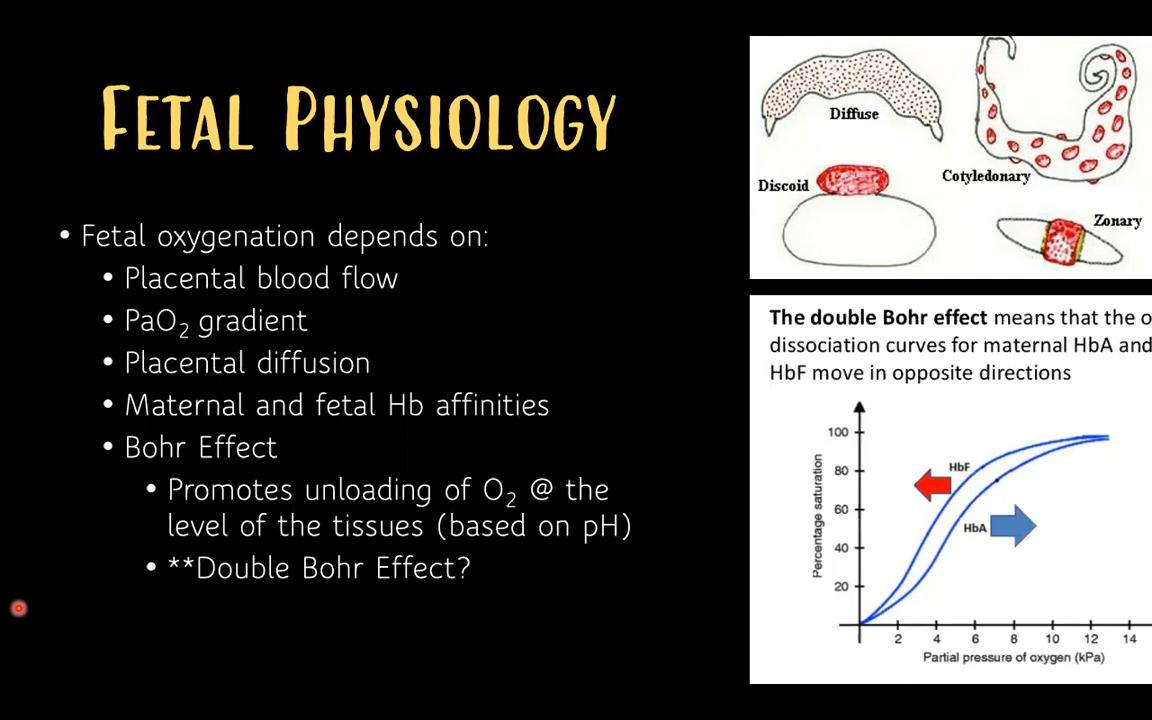 FETAL PHYSIOLOGY
• Fetal oxygenation depends on:
• Placental blood flow
• PaO₂ gradient
• Placental diffusion
• Maternal and fetal Hb affinities
• Bohr Effect
• Promotes unloading of O₂ @ the
level of the tissues (based on pH)
• **Double Bohr Effect?
Diffuse
Cotyledonary
Discoid
Zonary
The double Bohr effect means that the o
dissociation curves for maternal HbA and
HbF move in opposite directions
Percentage saturation
100
80
60
40
20
HbF
HbA
2 4 6 8 10 12 14
Partial pressure of oxygen (kPa)